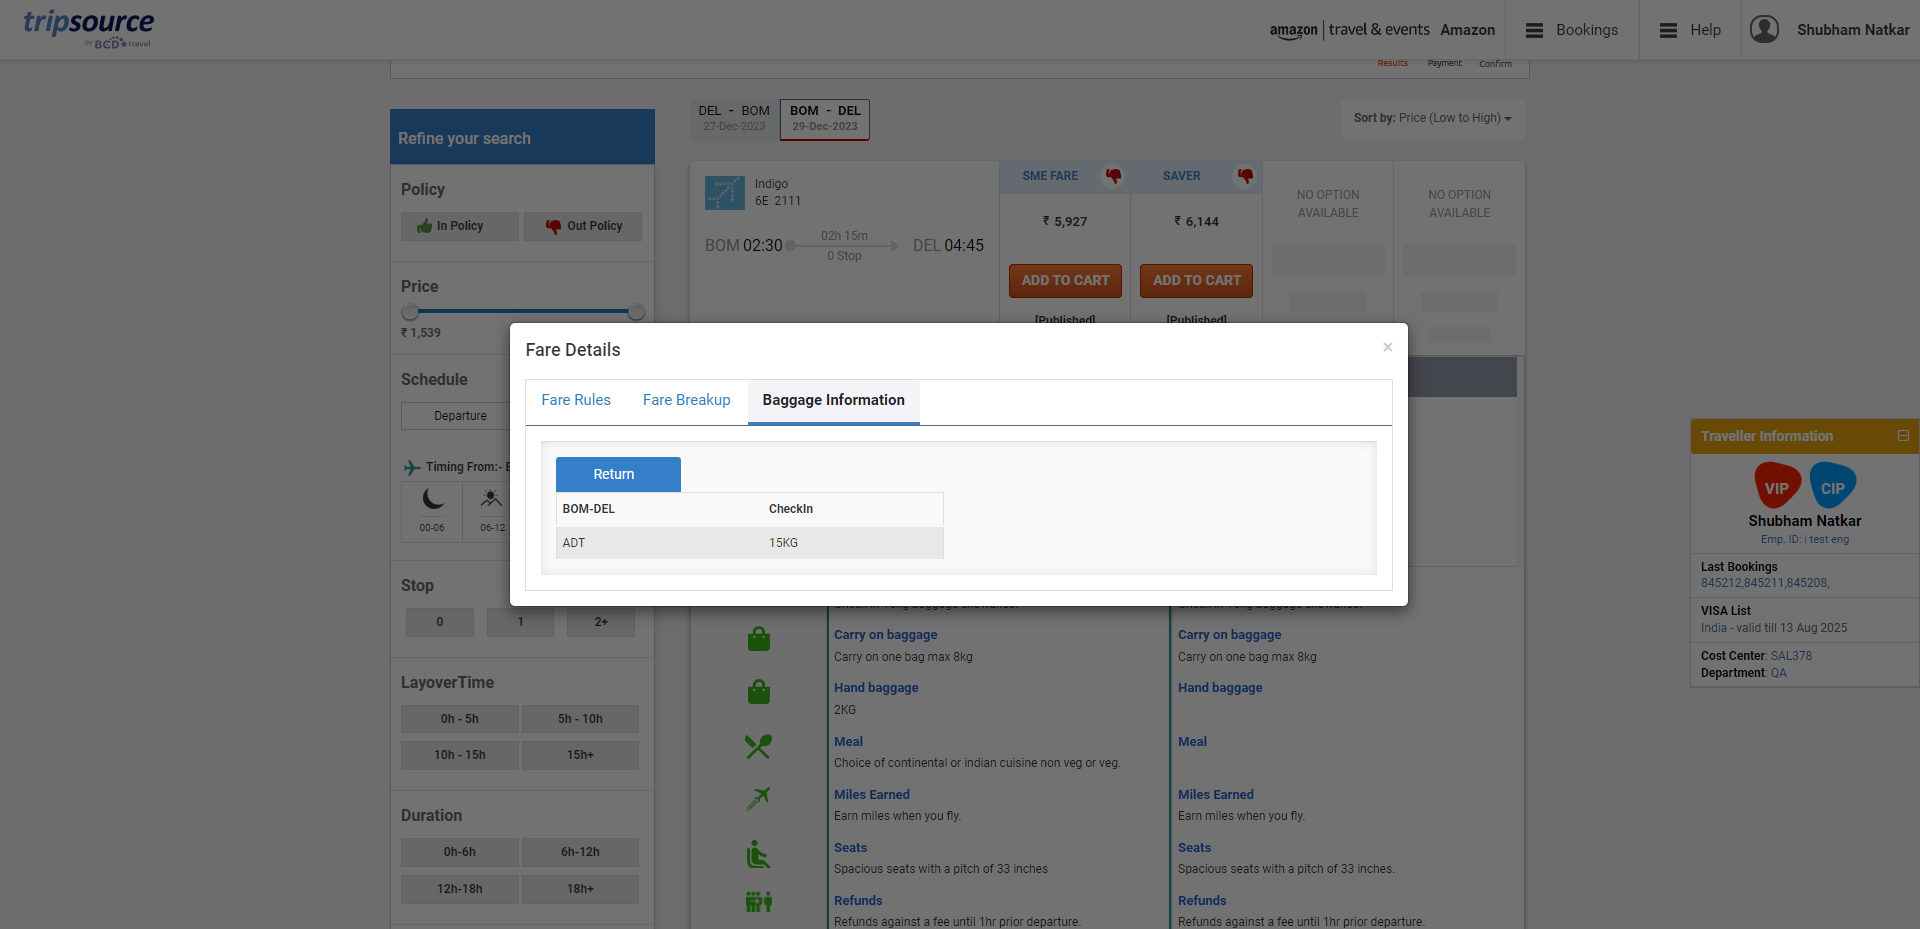 tripsource
by BCD travel
amazon | travel & events Amazon
Bookings
Help
Shubham Natkar
Results Payment Confirm
Refine your search
Policy
In Policy Out Policy
Price
₹ 1,539
Schedule
Departure
Timing From:-
00-06 06-12
Stop
0 1 2+
LayoverTime
0h - 5h 5h - 10h
10h - 15h 15h+
Duration
0h-6h 6h-12h
12h-18h 18h+
DEL - BOM
27-Dec-2023
BOM - DEL
29-Dec-2023
Sort by: Price (Low to High)
Indigo
6E 2111
BOM 02:30
02h 15m
0 Stop
DEL 04:45
SME FARE
₹ 5,927
ADD TO CART
[Published]
SAVER
₹ 6,144
ADD TO CART
[Published]
NO OPTION
AVAILABLE
NO OPTION
AVAILABLE
Fare Details
×
Fare Rules Fare Breakup Baggage Information
Return
BOM-DEL CheckIn
ADT 15KG
Carry on baggage Carry on baggage
Carry on one bag max 8kg Carry on one bag max 8kg
Hand baggage Hand baggage
2KG
Meal Meal
Choice of continental or indian cuisine non veg or veg.
Miles Earned Miles Earned
Earn miles when you fly. Earn miles when you fly.
Seats Seats
Spacious seats with a pitch of 33 inches Spacious seats with a pitch of 33 inches.
Refunds Refunds
Refunds against a fee until 1hr prior departure. Refunds against a fee until 1hr prior departure.
Traveller Information
VIP CIP
Shubham Natkar
Emp. ID: | test eng
Last Bookings
845212,845211,845208,
VISA List
India - valid till 13 Aug 2025
Cost Center: SAL378
Department: QA